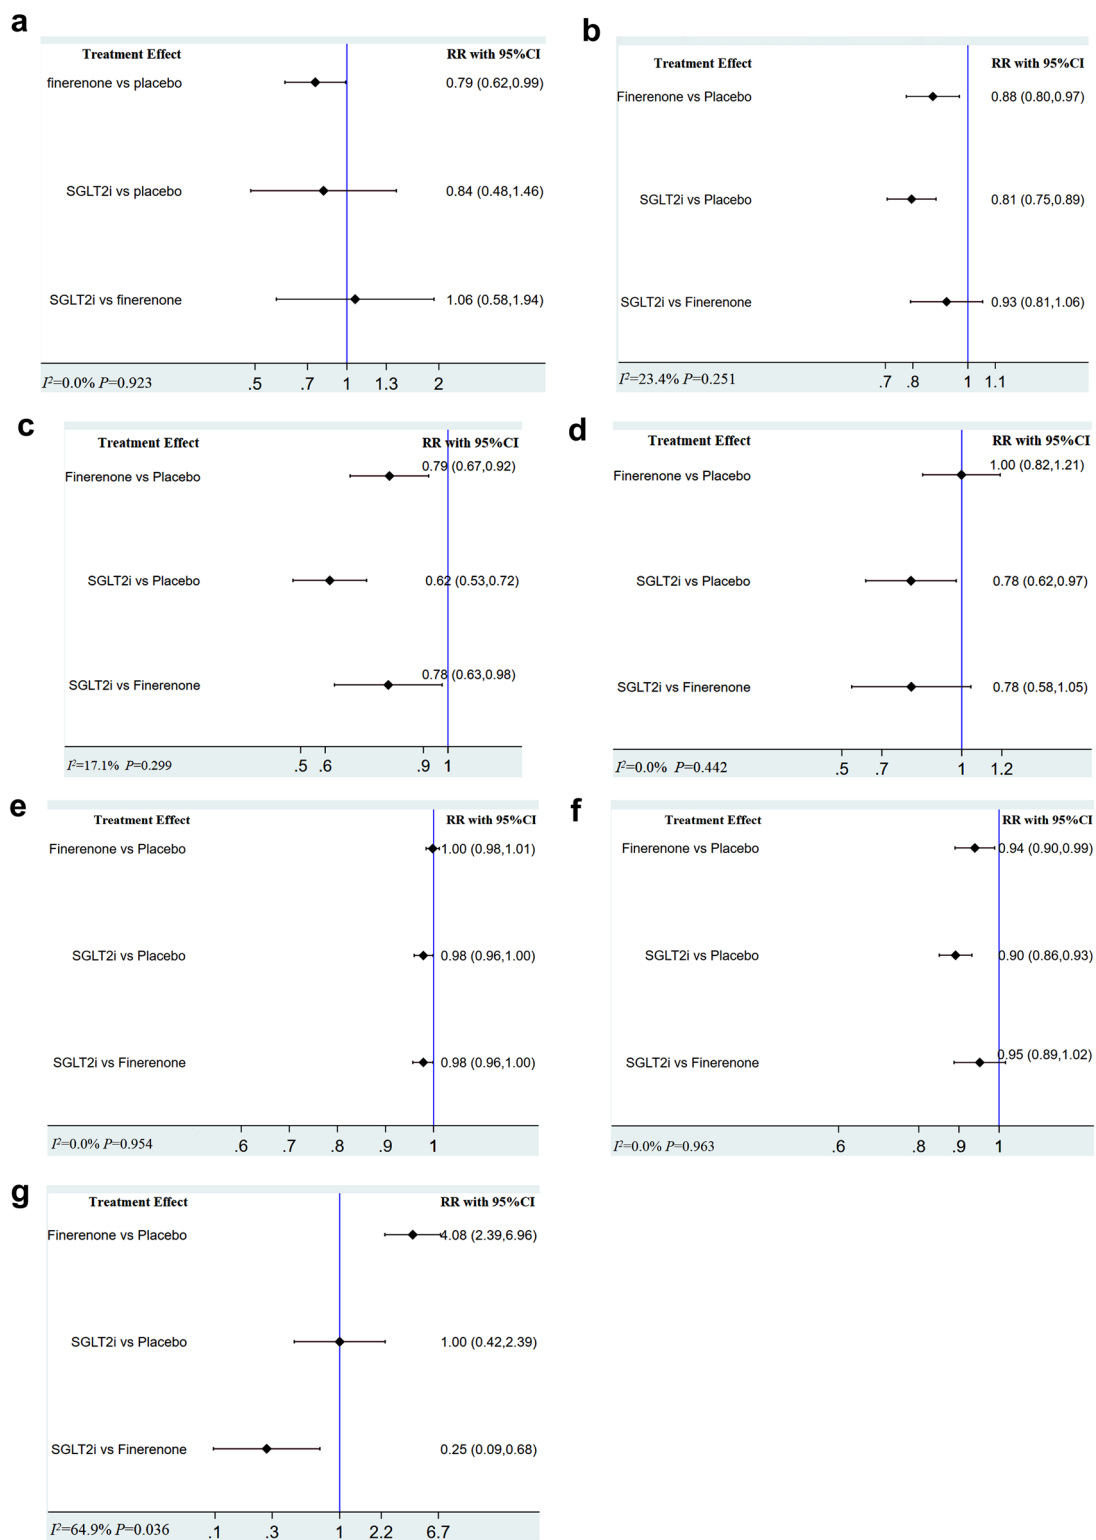 a
Treatment Effect RR with 95%CI
finerenone vs placebo 0.79 (0.62,0.99)
SGLT2i vs placebo 0.84 (0.48,1.46)
SGLT2i vs finerenone 1.06 (0.58,1.94)
I²=0.0% P=0.923 .5 .7 1 1.3 2
b
Treatment Effect RR with 95%CI
Finerenone vs Placebo 0.88 (0.80,0.97)
SGLT2i vs Placebo 0.81 (0.75,0.89)
SGLT2i vs Finerenone 0.93 (0.81,1.06)
I²=23.4% P=0.251 .7 .8 1 1.1
c
Treatment Effect RR with 95%CI
Finerenone vs Placebo 0.79 (0.67,0.92)
SGLT2i vs Placebo 0.62 (0.53,0.72)
SGLT2i vs Finerenone 0.78 (0.63,0.98)
I²=17.1% P=0.299 .5 .6 .9 1
d
Treatment Effect RR with 95%CI
Finerenone vs Placebo 1.00 (0.82,1.21)
SGLT2i vs Placebo 0.78 (0.62,0.97)
SGLT2i vs Finerenone 0.78 (0.58,1.05)
I²=0.0% P=0.442 .5 .7 1 1.2
e
Treatment Effect RR with 95%CI
Finerenone vs Placebo 1.00 (0.98,1.01)
SGLT2i vs Placebo 0.98 (0.96,1.00)
SGLT2i vs Finerenone 0.98 (0.96,1.00)
I²=0.0% P=0.954 .6 .7 .8 .9 1
f
Treatment Effect RR with 95%CI
Finerenone vs Placebo 0.94 (0.90,0.99)
SGLT2i vs Placebo 0.90 (0.86,0.93)
SGLT2i vs Finerenone 0.95 (0.89,1.02)
I²=0.0% P=0.963 .6 .8 .9 1
g
Treatment Effect RR with 95%CI
Finerenone vs Placebo 4.08 (2.39,6.96)
SGLT2i vs Placebo 1.00 (0.42,2.39)
SGLT2i vs Finerenone 0.25 (0.09,0.68)
I²=64.9% P=0.036 .1 .3 1 2.2 6.7